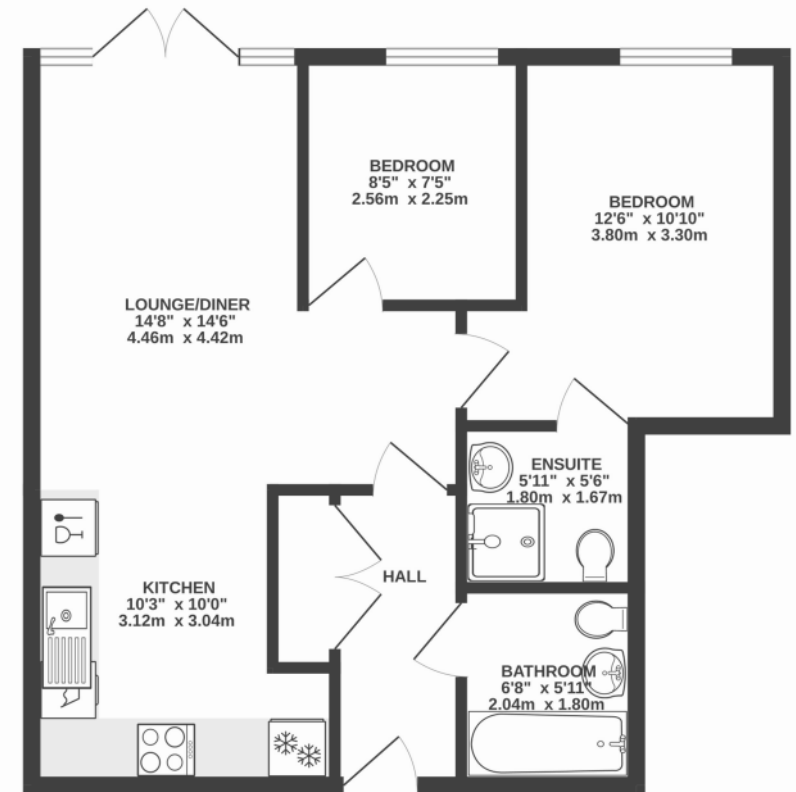 BEDROOM
8'5" x 7'5"
2.56m x 2.25m
BEDROOM
12'6" x 10'10"
3.80m x 3.30m
LOUNGE/DINER
14'8" x 14'6"
4.46m x 4.42m
ENSUITE
5'11" x 5'6"
1.80m x 1.67m
HALL
KITCHEN
10'3" x 10'0"
3.12m x 3.04m
BATHROOM
6'8" x 5'11"
2.04m x 1.80m